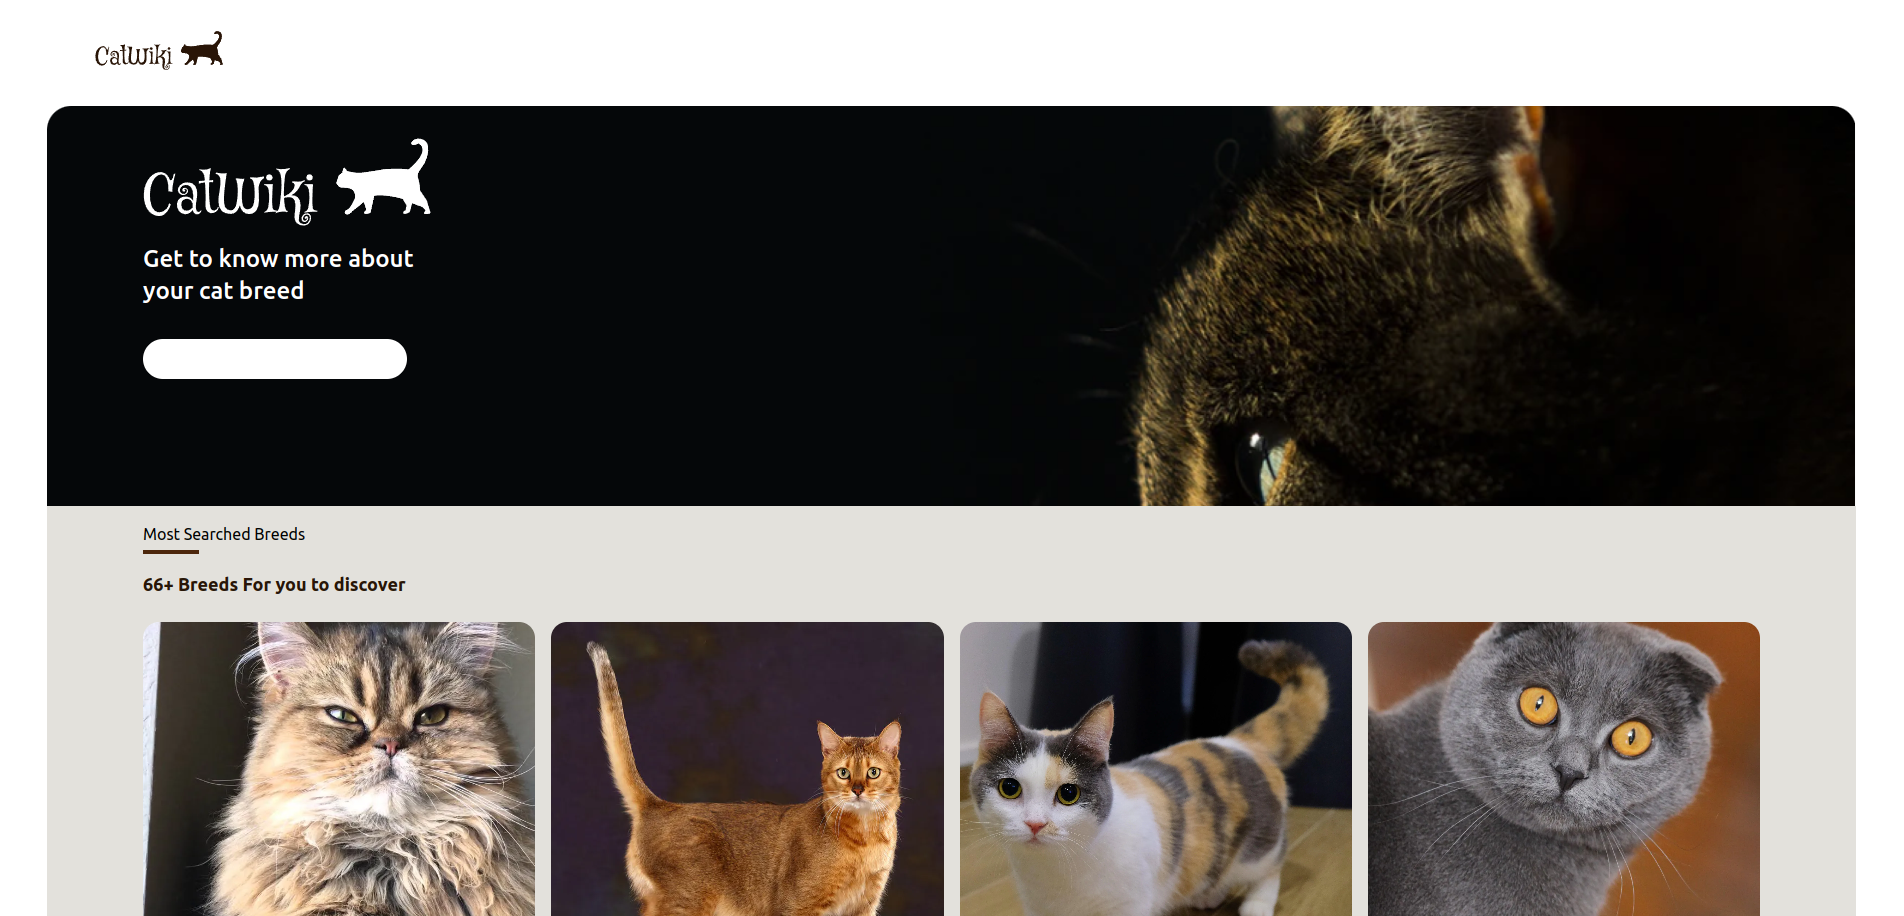 CatWiki
CatWiki
Get to know more about
your cat breed
Most Searched Breeds
66+ Breeds For you to discover